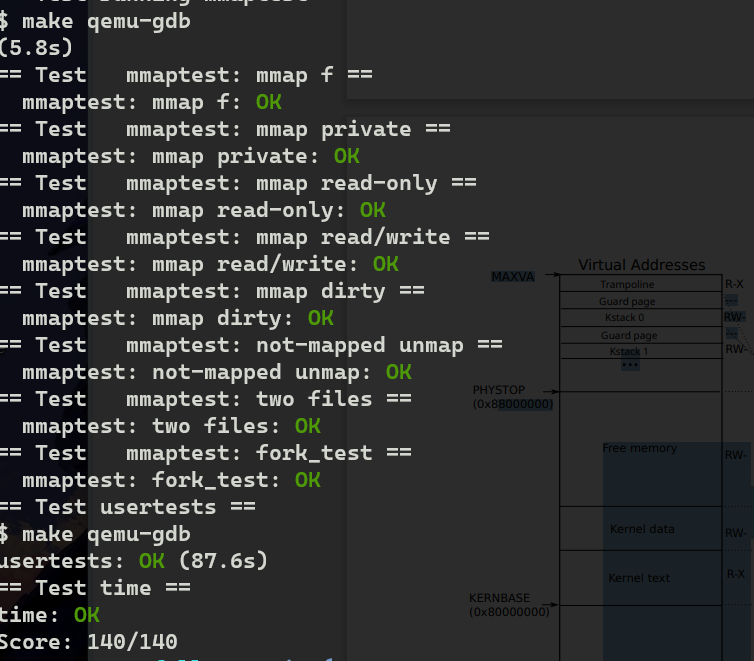 $ make qemu-gdb
(5.8s)
== Test   mmaptest: mmap f ==
  mmaptest: mmap f: OK
== Test   mmaptest: mmap private ==
  mmaptest: mmap private: OK
== Test   mmaptest: mmap read-only ==
  mmaptest: mmap read-only: OK
== Test   mmaptest: mmap read/write ==
  mmaptest: mmap read/write: OK
== Test   mmaptest: mmap dirty ==
  mmaptest: mmap dirty: OK
== Test   mmaptest: not-mapped unmap ==
  mmaptest: not-mapped unmap: OK
== Test   mmaptest: two files ==
  mmaptest: two files: OK
== Test   mmaptest: fork_test ==
  mmaptest: fork_test: OK
== Test usertests ==
$ make qemu-gdb
usertests: OK (87.6s)
== Test time ==
time: OK
Score: 140/140
Virtual Addresses
MAXVA
Trampoline
R-X
Guard page
Kstack 0
RW-
Guard page
Kstack 1
RW-
...
PHYSTOP
(0x88000000)
Free memory
RW-
Kernel data
RW-
Kernel text
R-X
KERNBASE
(0x80000000)